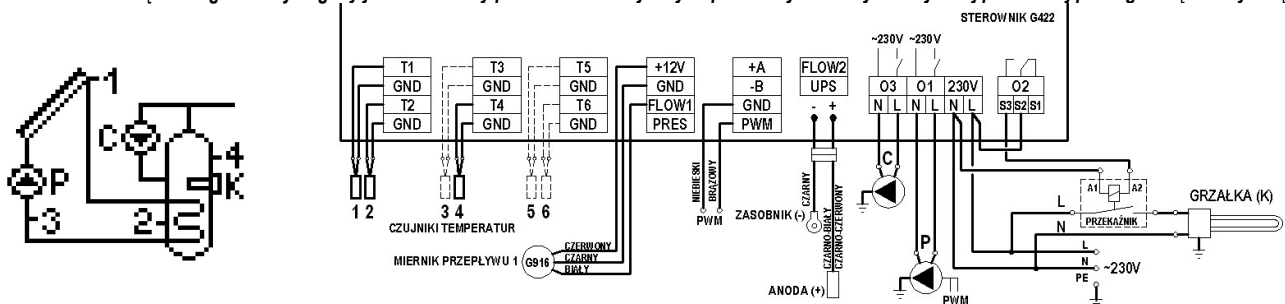 STEROWNIK G422
~230V ~230V
T1 T3 T5 +12V +A FLOW2
GND GND GND GND -B UPS O3 O1 230V O2
T2 T4 T6 FLOW1 GND - + N L N L N L S3 S2 S1
GND GND GND PRES PWM
1
C
4
K
P
3
2
1 2 3 4 5 6
CZUJNIKI TEMPERATUR
NIEBIESKI
BRĄZOWY
PWM
CZARNY
ZASOBNIK (-)
CZARNO-BIAŁY
CZARNO-CZERWONY
ANODA (+)
C
P
PWM
MIERNIK PRZEPŁYWU 1 G916
CZERWONY
CZARNY
BIAŁY
A1 A2
PRZEKAŹNIK
GRZAŁKA (K)
L
N
L
N ~230V
PE